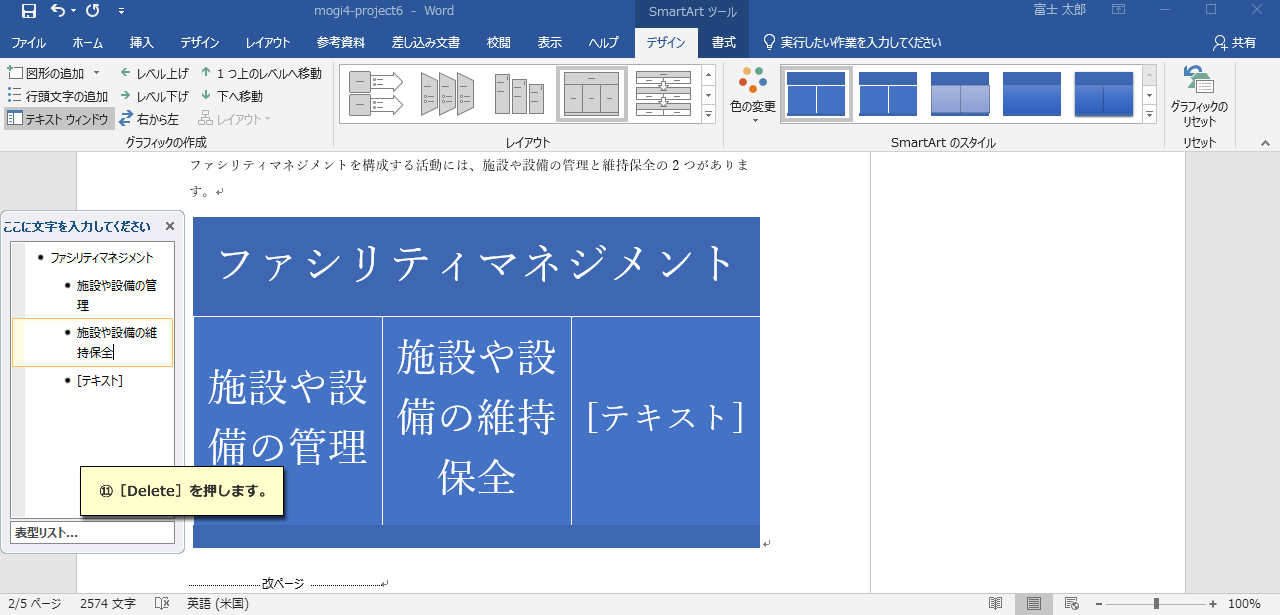 mogi4-project6 - Word
SmartArt ツール
富士 太郎
ファイル ホーム 挿入 デザイン レイアウト 参考資料 差し込み文書 校閲 表示 ヘルプ デザイン 書式 実行したい作業を入力してください 共有
図形の追加 レベル上げ 1 つ上のレベルへ移動
行頭文字の追加 レベル下げ 下へ移動
テキスト ウィンドウ 右から左 レイアウト
グラフィックの作成
レイアウト
色の変更
SmartArt のスタイル
グラフィックの
リセット
リセット
ファシリティマネジメントを構成する活動には、施設や設備の管理と維持保全の 2 つがありま
す。
ここに文字を入力してください
ファシリティマネジメント
施設や設備の管
理
施設や設備の維
持保全
[テキスト]
表型リスト...
ファシリティマネジメント
施設や設
備の管理
施設や設
備の維持
保全
[テキスト]
⑪［Delete］を押します。
改ページ
2/5 ページ 2574 文字 英語 (米国) 100%